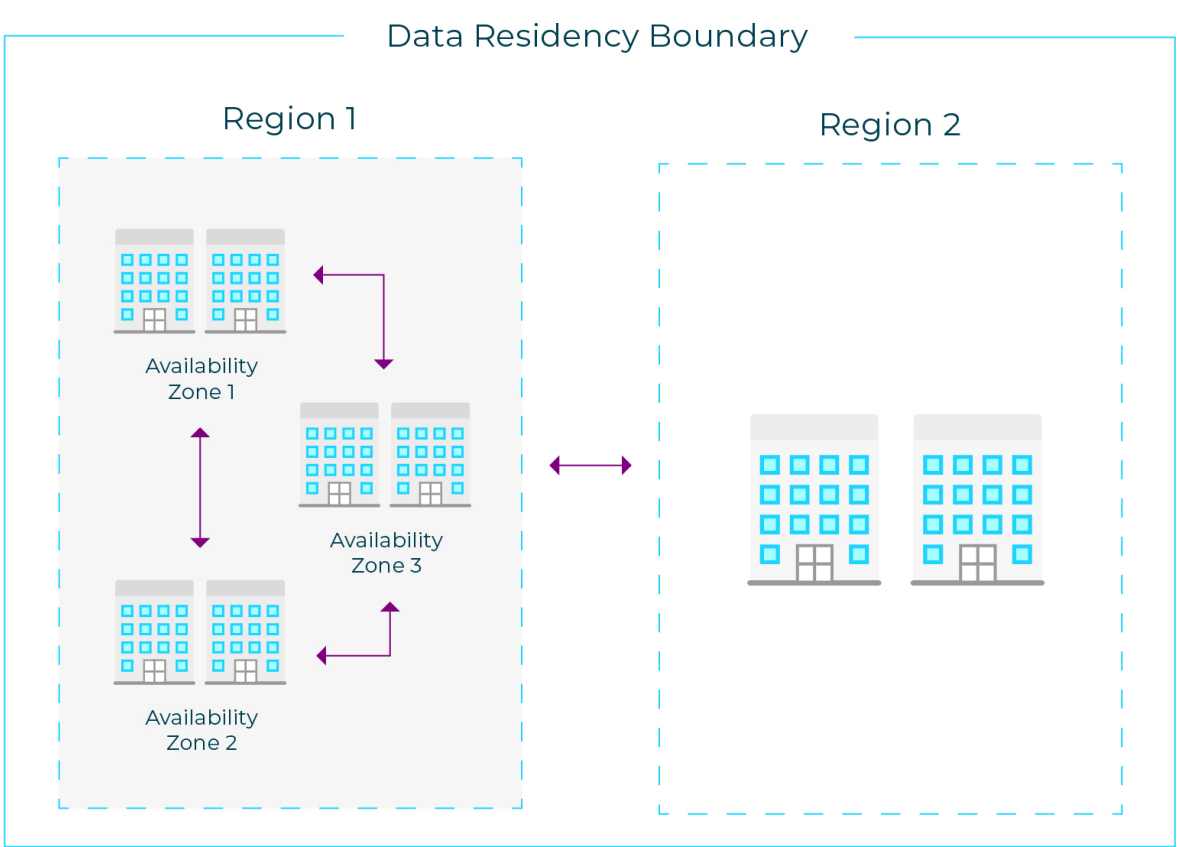 Data Residency Boundary
Region 1
Region 2
Availability
Zone 1
Availability
Zone 3
Availability
Zone 2